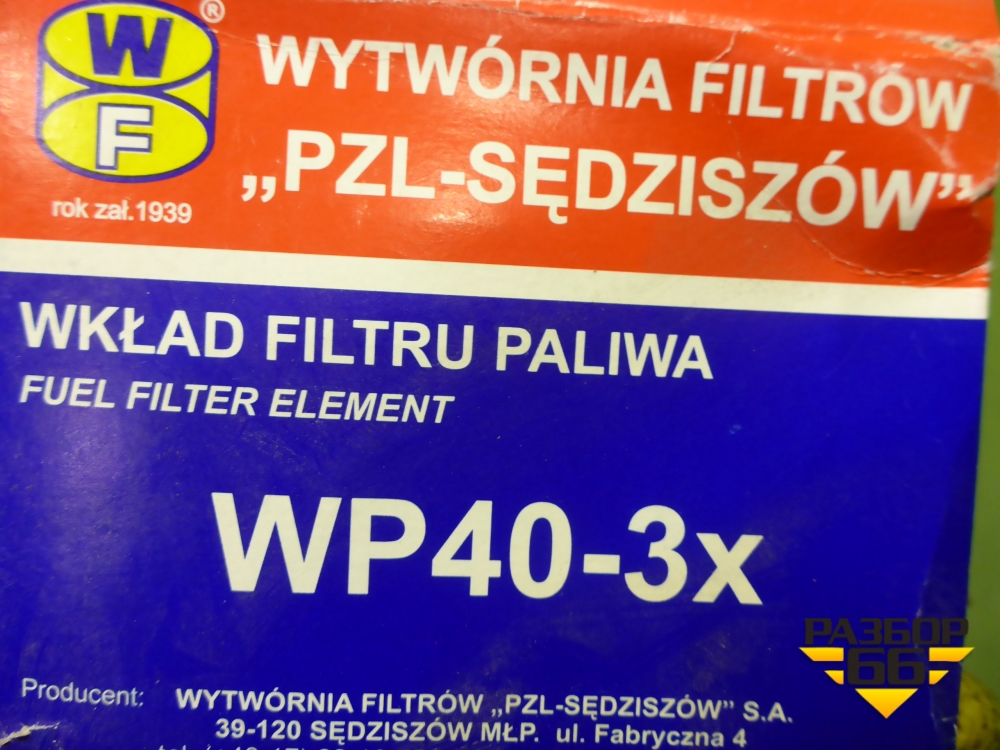 W
F
®
rok zał.1939
WYTWÓRNIA FILTRÓW
„PZL-SĘDZISZÓW”
WKŁAD FILTRU PALIWA
FUEL FILTER ELEMENT
WP40-3x
Producent: WYTWÓRNIA FILTRÓW „PZL-SĘDZISZÓW” S.A.
39-120 SĘDZISZÓW MŁP. ul. Fabryczna 4
РАЗБОР
66